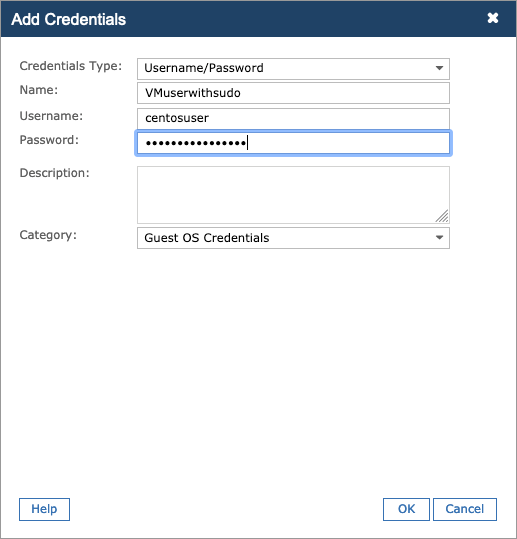 Add Credentials
Credentials Type: Username/Password
Name: VMuserwithsudo
Username: centosuser
Password: ••••••••••••••••
Description:
Category: Guest OS Credentials
Help OK Cancel